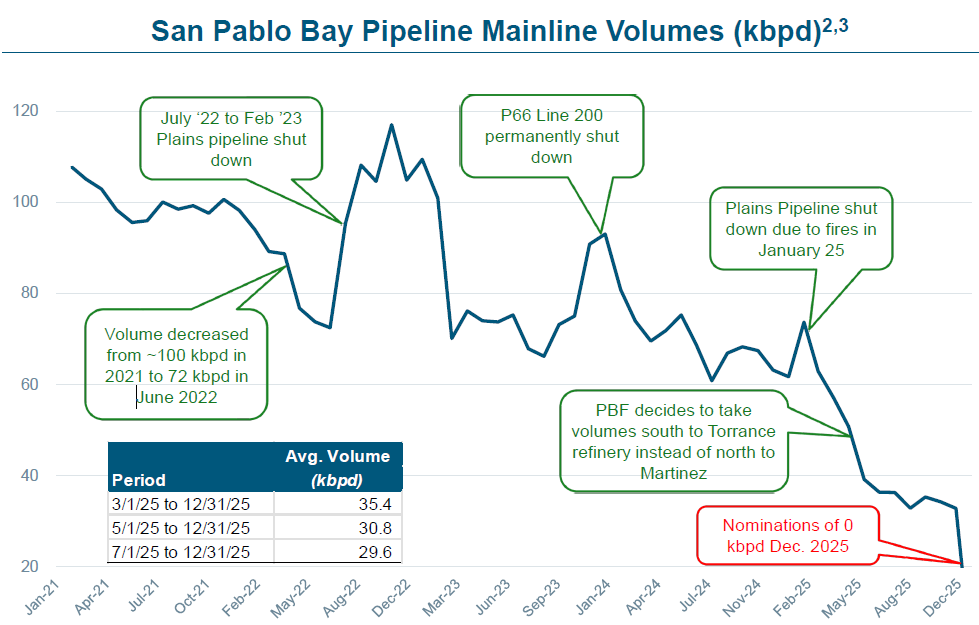 San Pablo Bay Pipeline Mainline Volumes (kbpd)2,3
120
100
80
60
40
20
July ‘22 to Feb ’23
Plains pipeline shut
down
P66 Line 200
permanently shut
down
Plains Pipeline shut
down due to fires in
January 25
Volume decreased
from ~100 kbpd in
2021 to 72 kbpd in
June 2022
PBF decides to take
volumes south to Torrance
refinery instead of north to
Martinez
Nominations of 0
kbpd Dec. 2025
Avg. Volume
Period (kbpd)
3/1/25 to 12/31/25 35.4
5/1/25 to 12/31/25 30.8
7/1/25 to 12/31/25 29.6
Jan-21
Apr-21
Jul-21
Oct-21
Feb-22
May-22
Aug-22
Dec-22
Mar-23
Jun-23
Sep-23
Jan-24
Apr-24
Jul-24
Nov-24
Feb-25
May-25
Aug-25
Dec-25